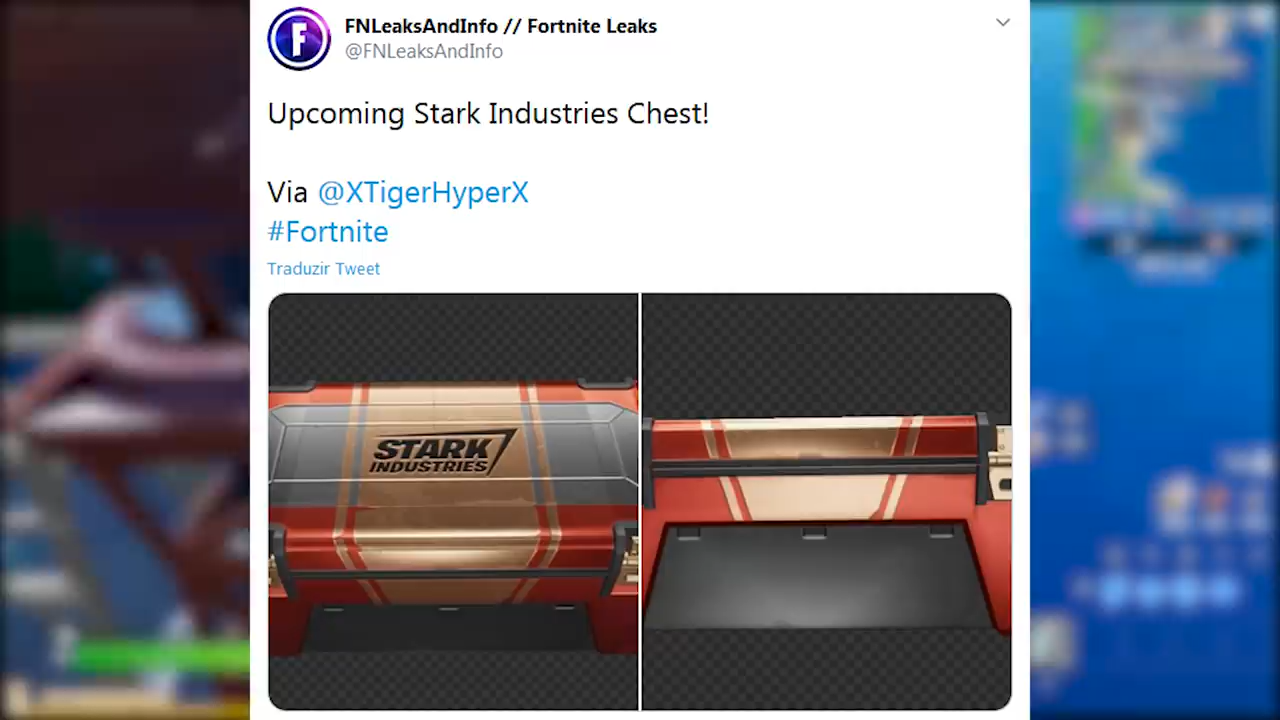 FNLeaksAndInfo // Fortnite Leaks
@FNLeaksAndInfo
Upcoming Stark Industries Chest!
Via @XTigerHyperX
#Fortnite
Traduzir Tweet
STARK
INDUSTRIES